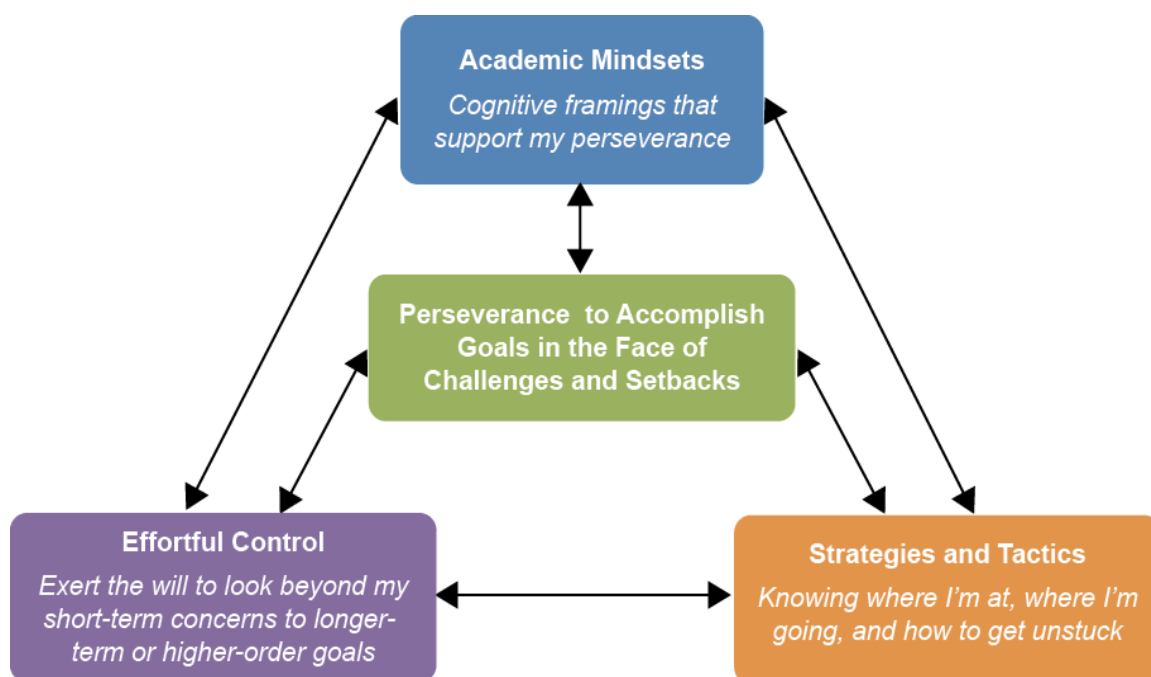 Academic Mindsets
Cognitive framings that
support my perseverance
Perseverance to Accomplish
Goals in the Face of
Challenges and Setbacks
Effortful Control
Exert the will to look beyond my
short-term concerns to longer-
term or higher-order goals
Strategies and Tactics
Knowing where I'm at, where I'm
going, and how to get unstuck